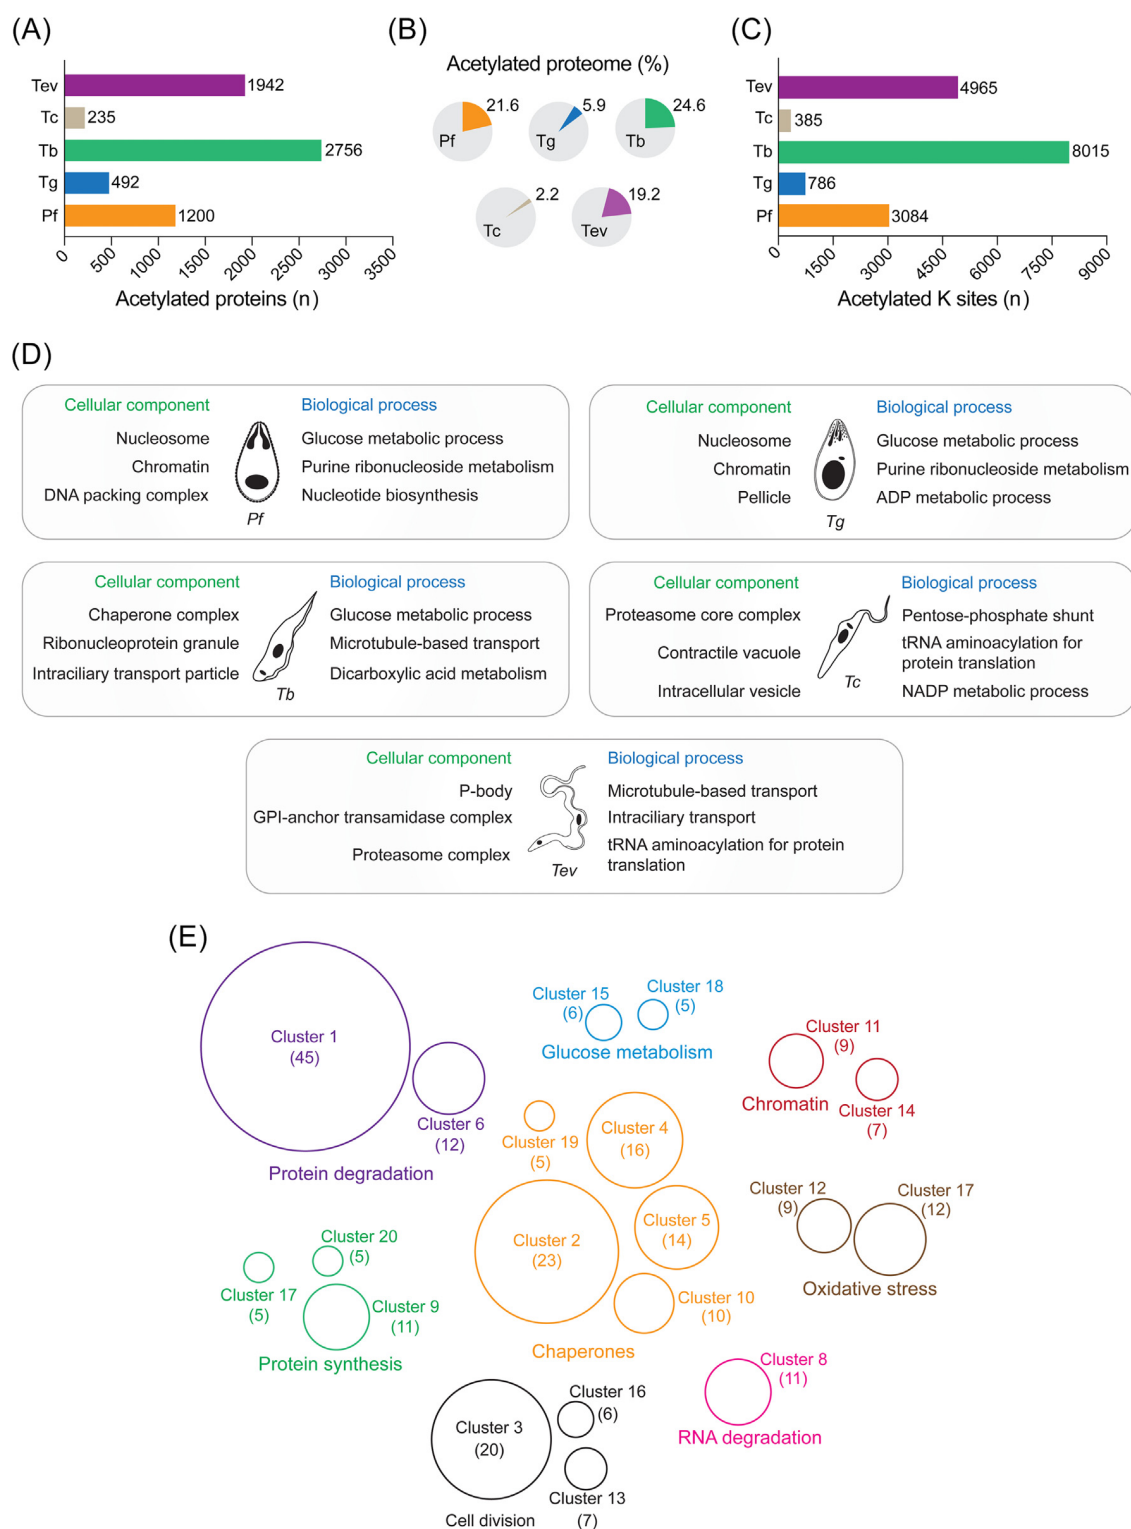 (A)
Tev
1942
Tc
235
Tb
2756
Tg
492
Pf
1200
0
500
1000
1500
2000
2500
3000
3500
Acetylated proteins (n)
(B)
Acetylated proteome (%)
21.6
Pf
5.9
Tg
24.6
Tb
2.2
Tc
19.2
Tev
(C)
Tev
4965
Tc
385
Tb
8015
Tg
786
Pf
3084
0
1500
3000
4500
6000
7500
9000
Acetylated K sites (n)
(D)
Cellular component
Nucleosome
Chromatin
DNA packing complex
Pf
Biological process
Glucose metabolic process
Purine ribonucleoside metabolism
Nucleotide biosynthesis
Cellular component
Nucleosome
Chromatin
Pellicle
Tg
Biological process
Glucose metabolic process
Purine ribonucleoside metabolism
ADP metabolic process
Cellular component
Chaperone complex
Ribonucleoprotein granule
Intraciliary transport particle
Tb
Biological process
Glucose metabolic process
Microtubule-based transport
Dicarboxylic acid metabolism
Cellular component
Proteasome core complex
Contractile vacuole
Intracellular vesicle
Tc
Biological process
Pentose-phosphate shunt
tRNA aminoacylation for
protein translation
NADP metabolic process
Cellular component
P-body
GPI-anchor transamidase complex
Proteasome complex
Tev
Biological process
Microtubule-based transport
Intraciliary transport
tRNA aminoacylation for protein
translation
(E)
Cluster 1
(45)
Cluster 6
(12)
Protein degradation
Cluster 15
(6)
Cluster 18
(5)
Glucose metabolism
Cluster 11
(9)
Chromatin
Cluster 14
(7)
Cluster 19
(5)
Cluster 4
(16)
Cluster 2
(23)
Cluster 5
(14)
Cluster 10
(10)
Chaperones
Cluster 12
(9)
Cluster 17
(12)
Oxidative stress
Cluster 20
(5)
Cluster 17
(5)
Cluster 9
(11)
Protein synthesis
Cluster 8
(11)
RNA degradation
Cluster 3
(20)
Cluster 16
(6)
Cluster 13
(7)
Cell division